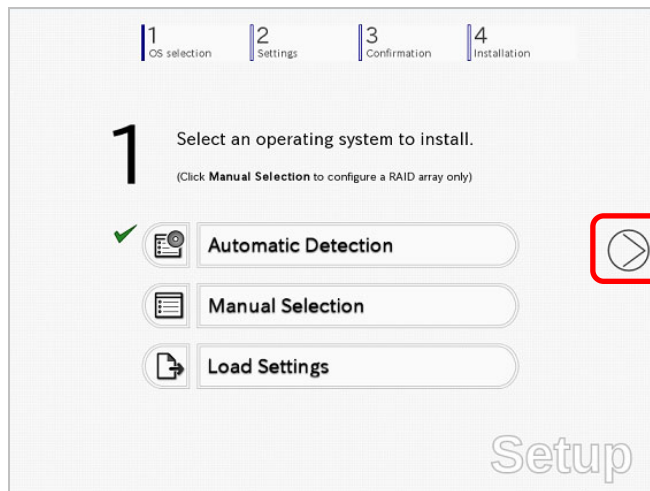 1
OS selection
2
Settings
3
Confirmation
4
Installation
1
Select an operating system to install.
(Click Manual Selection to configure a RAID array only)
Automatic Detection
Manual Selection
Load Settings
Setup